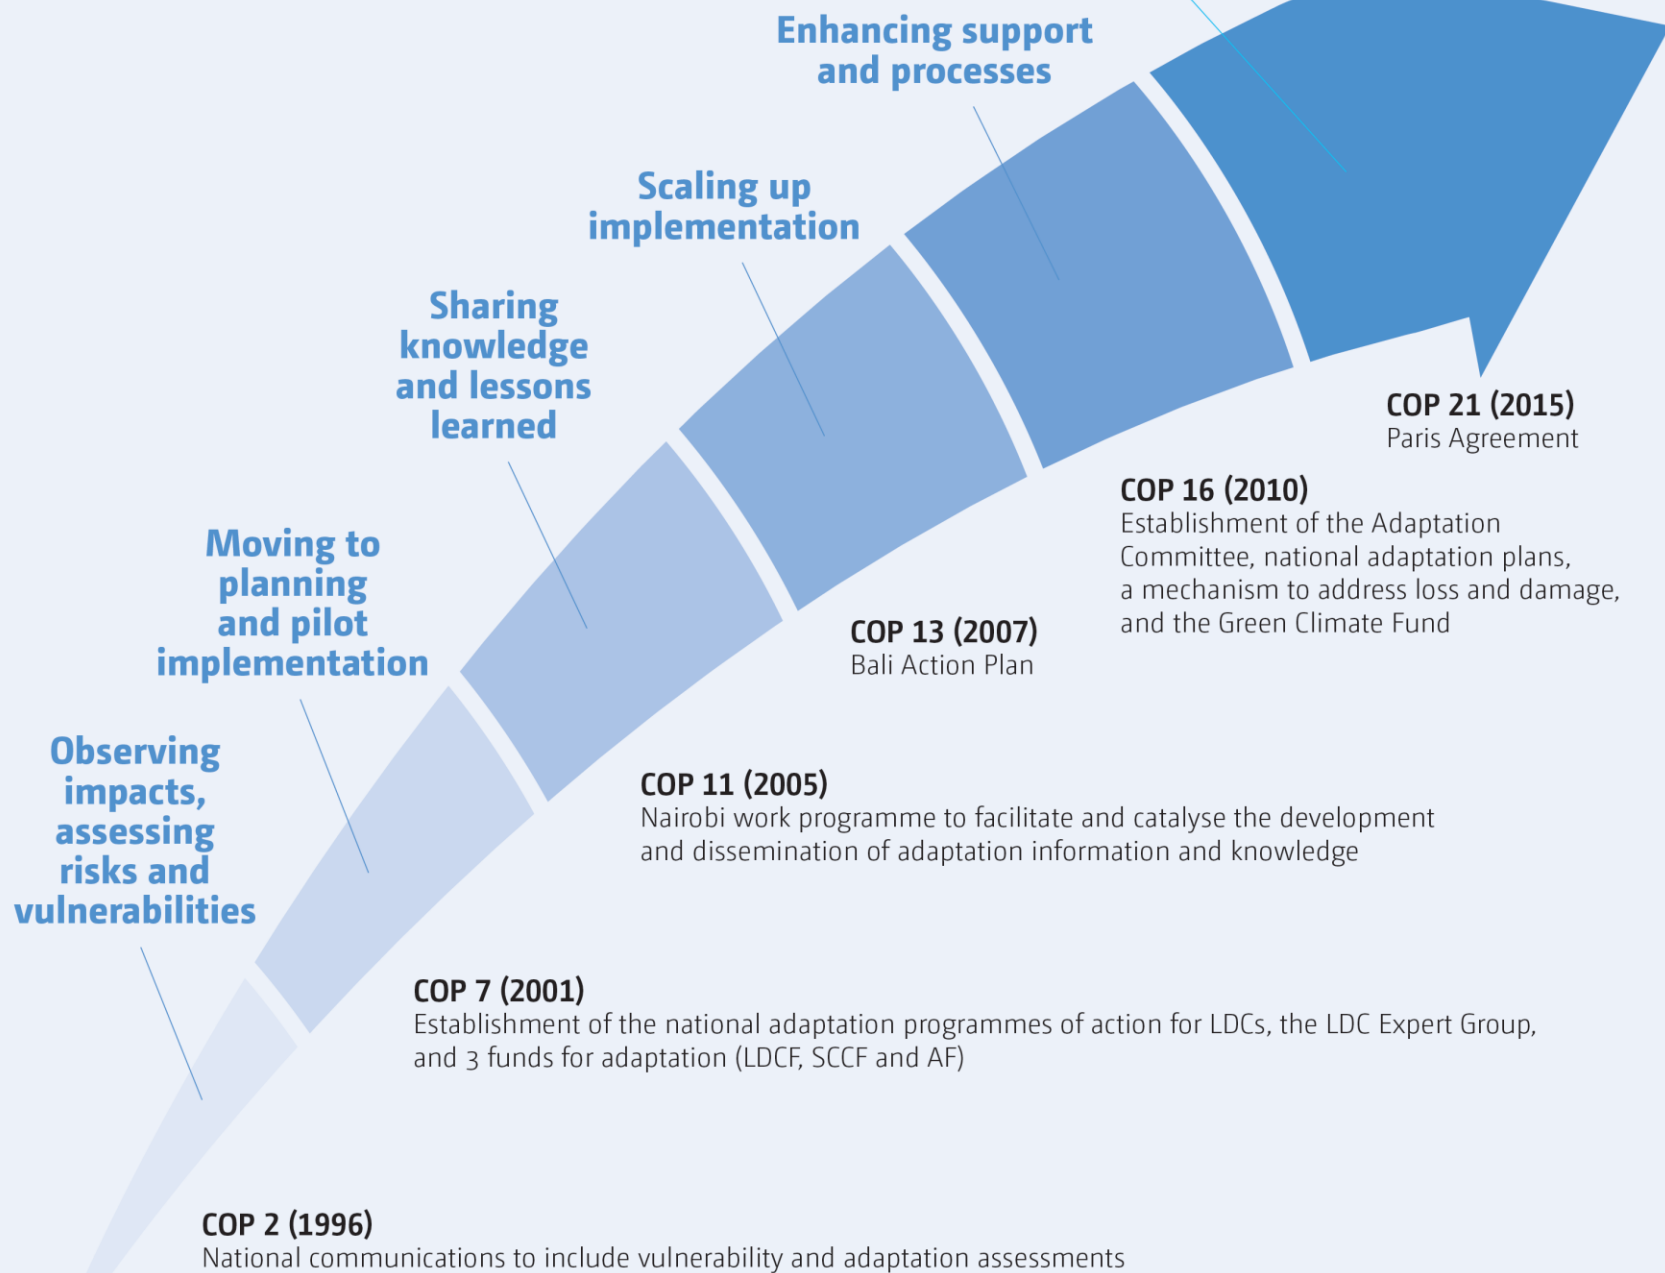 Enhancing support
and processes
Scaling up
implementation
Sharing
knowledge
and lessons
learned
Moving to
planning
and pilot
implementation
Observing
impacts,
assessing
risks and
vulnerabilities
COP 21 (2015)
Paris Agreement
COP 16 (2010)
Establishment of the Adaptation
Committee, national adaptation plans,
a mechanism to address loss and damage,
and the Green Climate Fund
COP 13 (2007)
Bali Action Plan
COP 11 (2005)
Nairobi work programme to facilitate and catalyse the development
and dissemination of adaptation information and knowledge
COP 7 (2001)
Establishment of the national adaptation programmes of action for LDCs, the LDC Expert Group,
and 3 funds for adaptation (LDCF, SCCF and AF)
COP 2 (1996)
National communications to include vulnerability and adaptation assessments